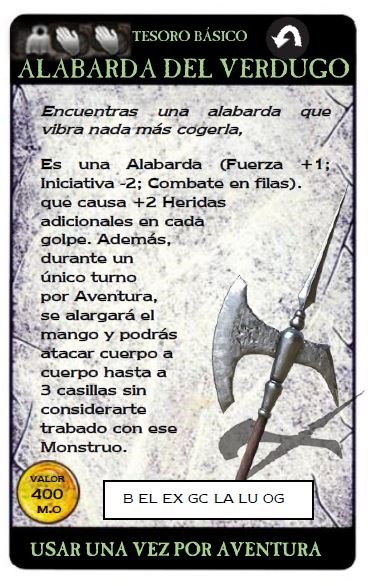 TESORO BÁSICO
ALABARDA DEL VERDUGO
Encuentras una alabarda que
vibra nada más cogerla,
Es una Alabarda (Fuerza +1;
Iniciativa -2; Combate en filas).
que causa +2 Heridas
adicionales en cada
golpe. Además,
durante un
único turno
por Aventura,
se alargará el
mango y podrás
atacar cuerpo a
cuerpo hasta a
3 casillas sin
considerarte
trabado con ese
Monstruo.
VALOR
400
M.O
B EL EX GC LA LU OG
USAR UNA VEZ POR AVENTURA